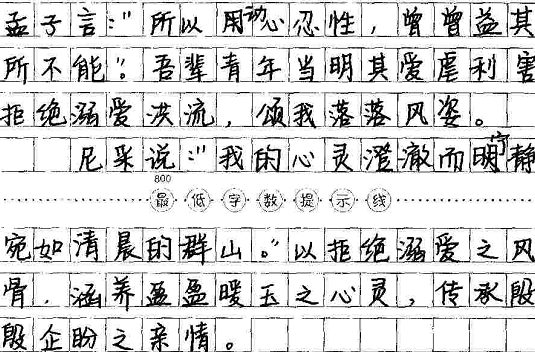 孟子言:"所以用动心忍性,曾曾益其
所不能"。吾辈青年当明其爱虐利害
拒绝溺爱洪流,颂我落落风姿。
尼采说:"我的心灵澄澈而明宁静
800
最低字数提示线
宛如清晨的群山。"以拒绝溺爱之风
骨,涵养盈盈暖玉之心灵,传承殷
殷企盼之亲情。